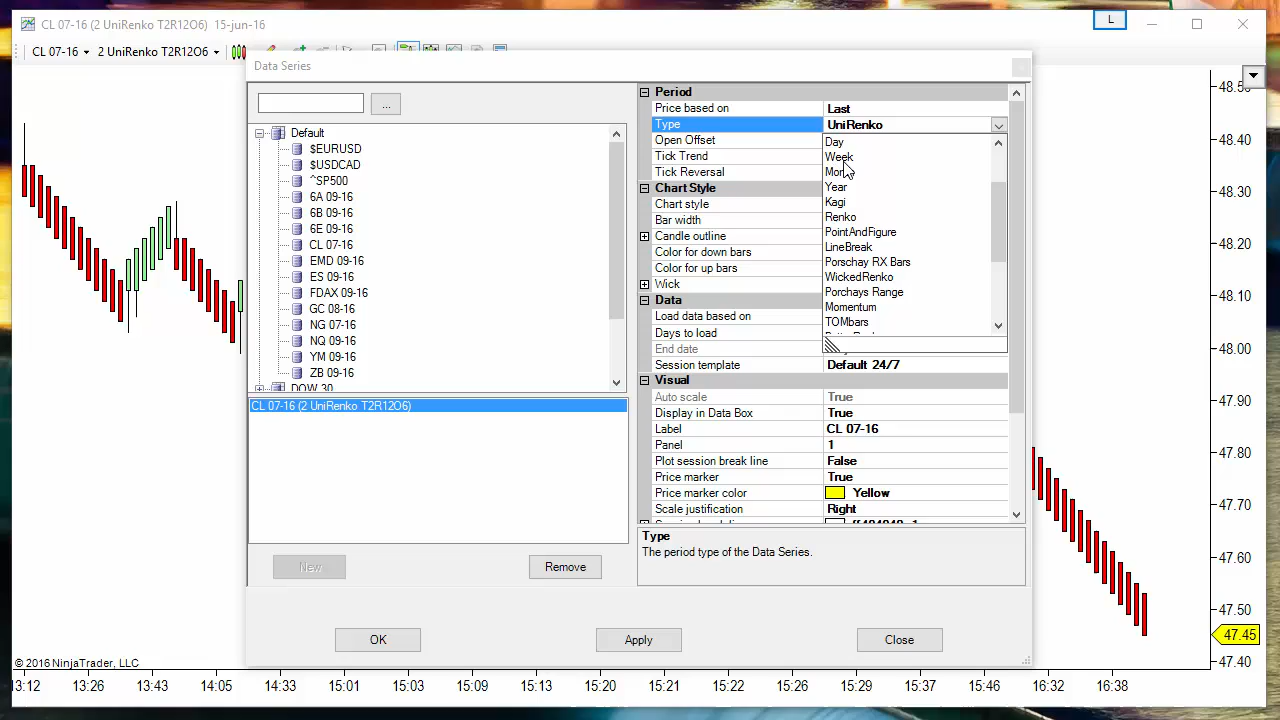 CL 07-16 (2 UniRenko T2R12O6) 15-jun-16
L
CL 07-16 2 UniRenko T2R12O6
Data Series
...
Default
$EURUSD
$USDCAD
^SP500
6A 09-16
6B 09-16
6E 09-16
CL 07-16
EMD 09-16
ES 09-16
FDAX 09-16
GC 08-16
NG 07-16
NQ 09-16
YM 09-16
ZB 09-16
DOW 30
CL 07-16 (2 UniRenko T2R12O6)
New
Remove
OK
Apply
Close
Period
Price based on Last
Type UniRenko
Open Offset
Tick Trend
Tick Reversal
Chart Style
Chart style
Bar width
Candle outline
Color for down bars
Color for up bars
Wick
Data
Load data based on
Days to load
End date
Session template Default 24/7
Visual
Auto scale True
Display in Data Box True
Label CL 07-16
Panel 1
Plot session break line False
Price marker True
Price marker color Yellow
Scale justification Right
Day
Week
Year
Kagi
Renko
PointAndFigure
LineBreak
Porschay RX Bars
WickedRenko
Porchays Range
Momentum
TOMbars
Type
The period type of the Data Series.
48.40
48.30
48.20
48.10
48.00
47.90
47.80
47.70
47.60
47.50
47.45
47.40
© 2016 NinjaTrader, LLC
13:12 13:26 13:43 14:05 14:33 15:01 15:03 15:09 15:13 15:20 15:21 15:22 15:26 15:29 15:37 16:32 16:38